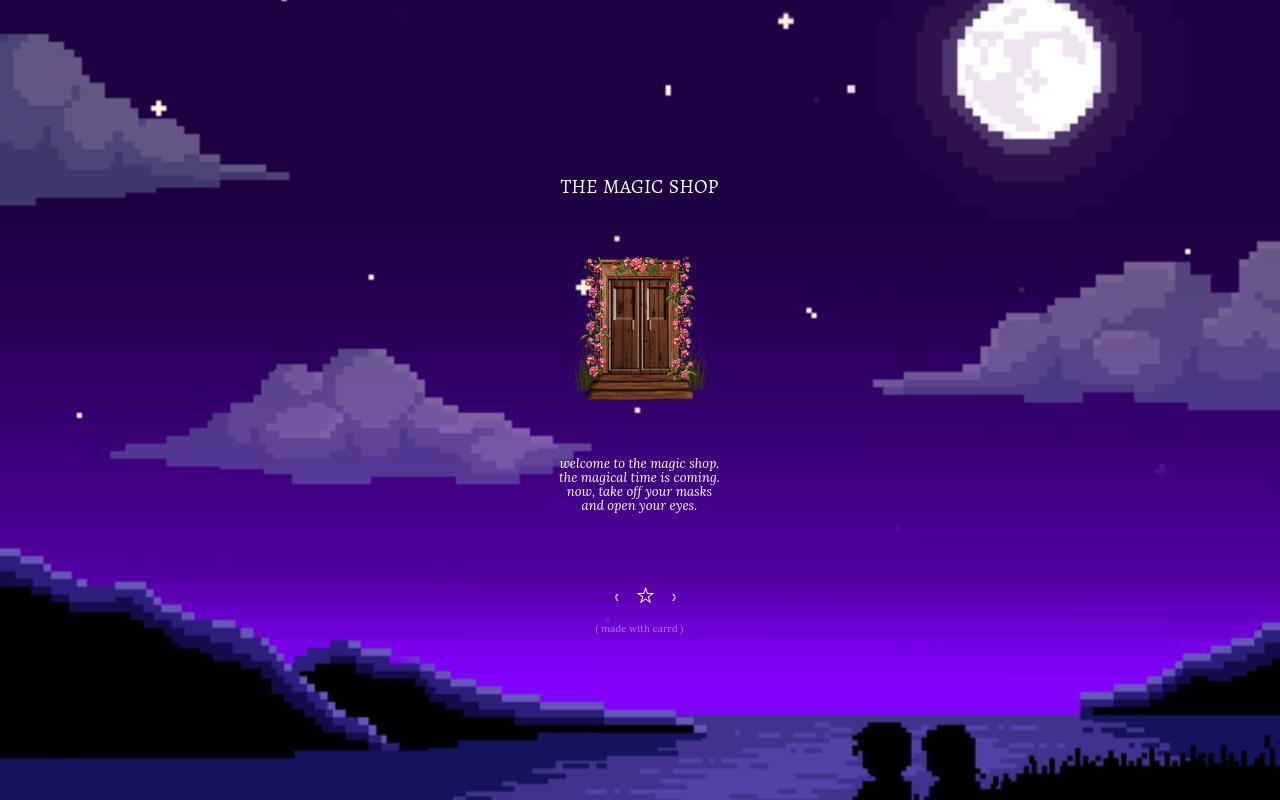 THE MAGIC SHOP
welcome to the magic shop.
the magical time is coming.
now, take off your masks
and open your eyes.
‹ ☆ ›
( made with carrd )